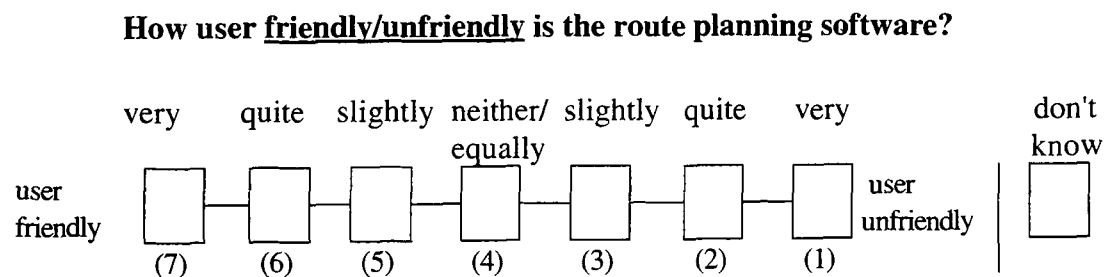 How user friendly/unfriendly is the route planning software?
very quite slightly neither/ slightly quite very don't
equally know
user user
friendly unfriendly
(7) (6) (5) (4) (3) (2) (1)